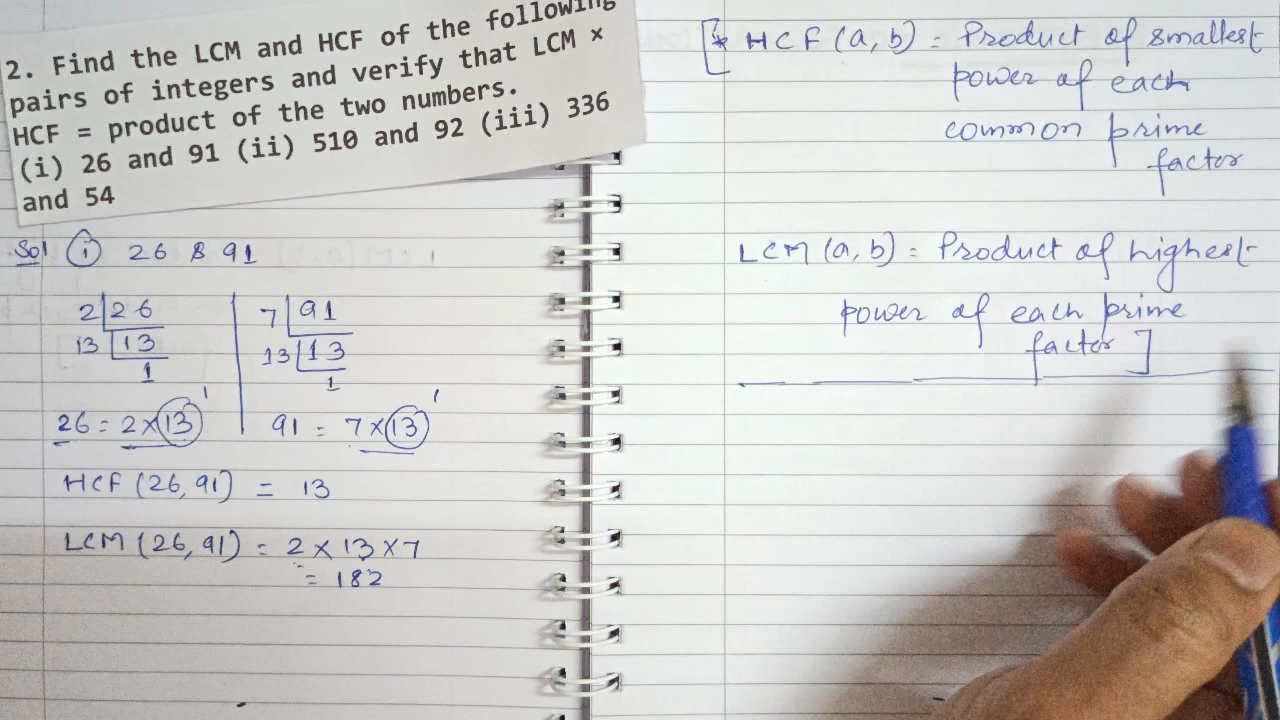 2. Find the LCM and HCF of the following
pairs of integers and verify that LCM ×
HCF = product of the two numbers.
(i) 26 and 91 (ii) 510 and 92 (iii) 336
and 54
Sol (i) 26 & 91
2 26
13 13
1
7 91
13 13
1
26 = 2 × 13 ¹
91 = 7 × 13 ¹
HCF (26, 91) = 13
LCM (26, 91) = 2 × 13 × 7
= 182
[* HCF (a, b) = Product of smallest
power of each
common prime
factor
LCM (a, b) = Product of highest
power of each prime
factor ]